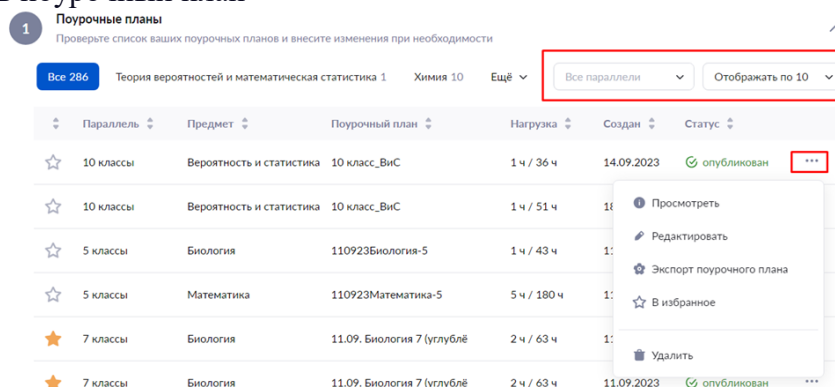 В поурочный план
1 Поурочные планы
Проверьте список ваших поурочных планов и внесите изменения при необходимости
Все 286 Теория вероятностей и математическая статистика 1 Химия 10 Ещё Все параллели Отображать по 10
Параллель Предмет Поурочный план Нагрузка Создан Статус
10 классы Вероятность и статистика 10 класс_ВиС 1 ч / 36 ч 14.09.2023 опубликован ...
10 классы Вероятность и статистика 10 класс_ВиС 1 ч / 51 ч
Просмотреть
Редактировать
5 классы Биология 110923Биология-5 1 ч / 43 ч
Экспорт поурочного плана
5 классы Математика 110923Математика-5 5 ч / 180 ч
В избранное
7 классы Биология 11.09. Биология 7 (углублё 2 ч / 63 ч
Удалить
7 классы Биология 11.09. Биология 7 (углублё 2 ч / 63 ч 11.09.2023 опубликован ...